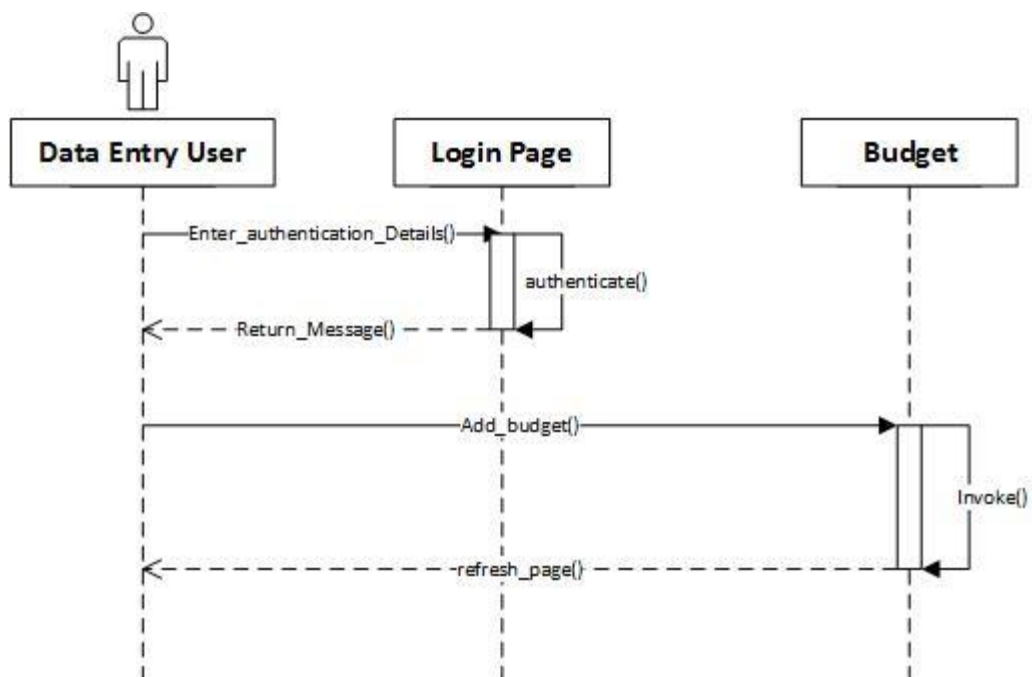 Data Entry User
Login Page
Budget
Enter_authentication_Details()
authenticate()
Return_Message()
Add_budget()
Invoke()
refresh_page()